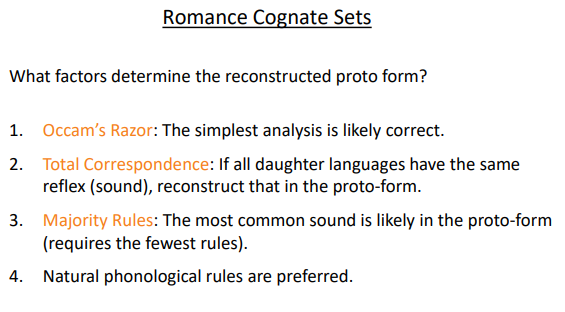 Romance Cognate Sets
What factors determine the reconstructed proto form?
1. Occam's Razor: The simplest analysis is likely correct.
2. Total Correspondence: If all daughter languages have the same
reflex (sound), reconstruct that in the proto-form.
3. Majority Rules: The most common sound is likely in the proto-form
(requires the fewest rules).
4. Natural phonological rules are preferred.